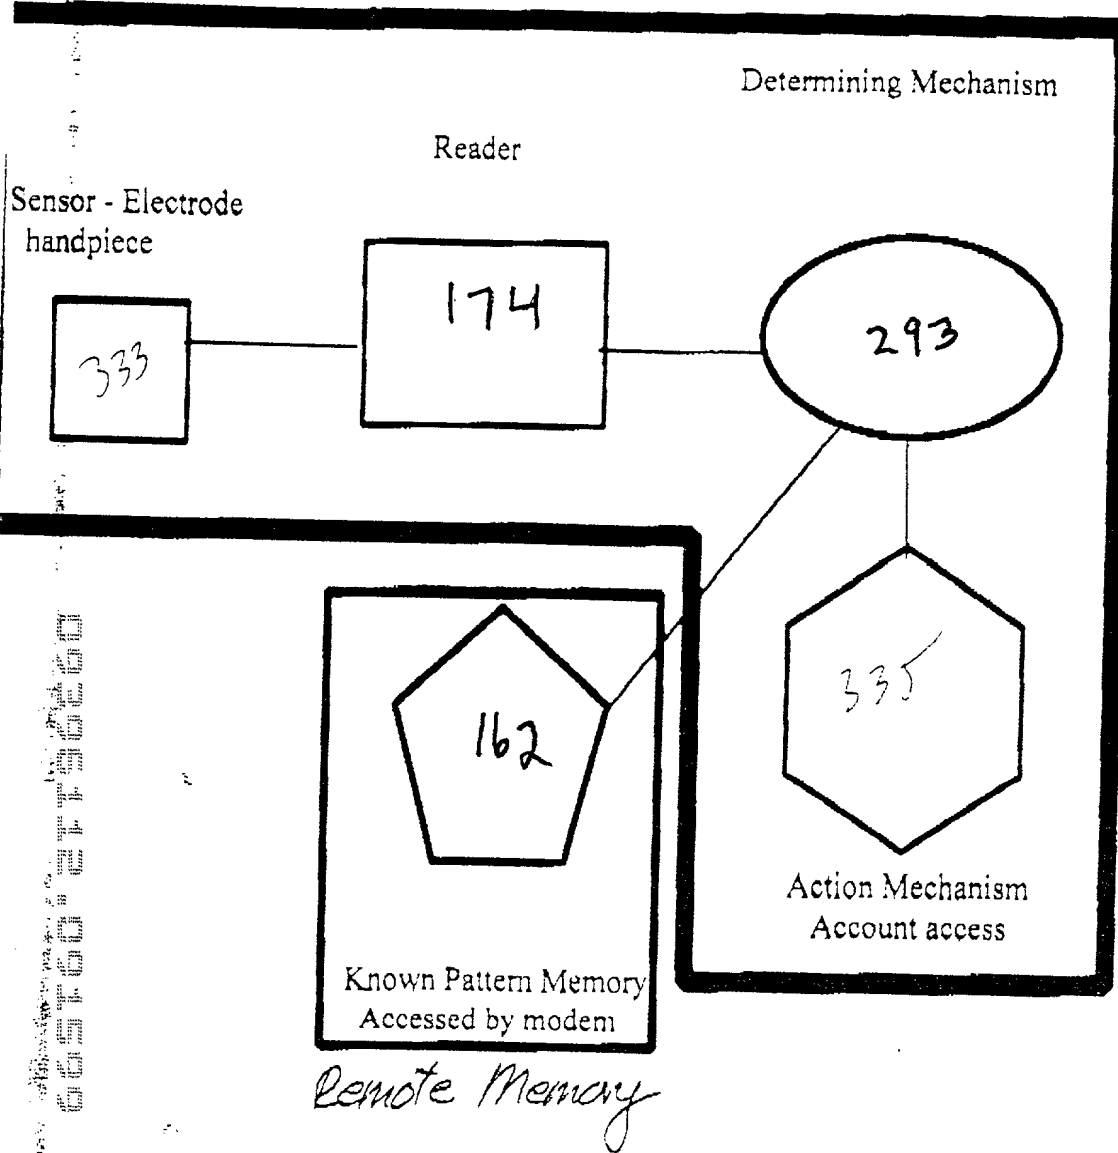 Determining Mechanism
Reader
Sensor - Electrode
handpiece
174
293
333
162
335
Action Mechanism
Account access
Known Pattern Memory
Accessed by modem
Remote Memory